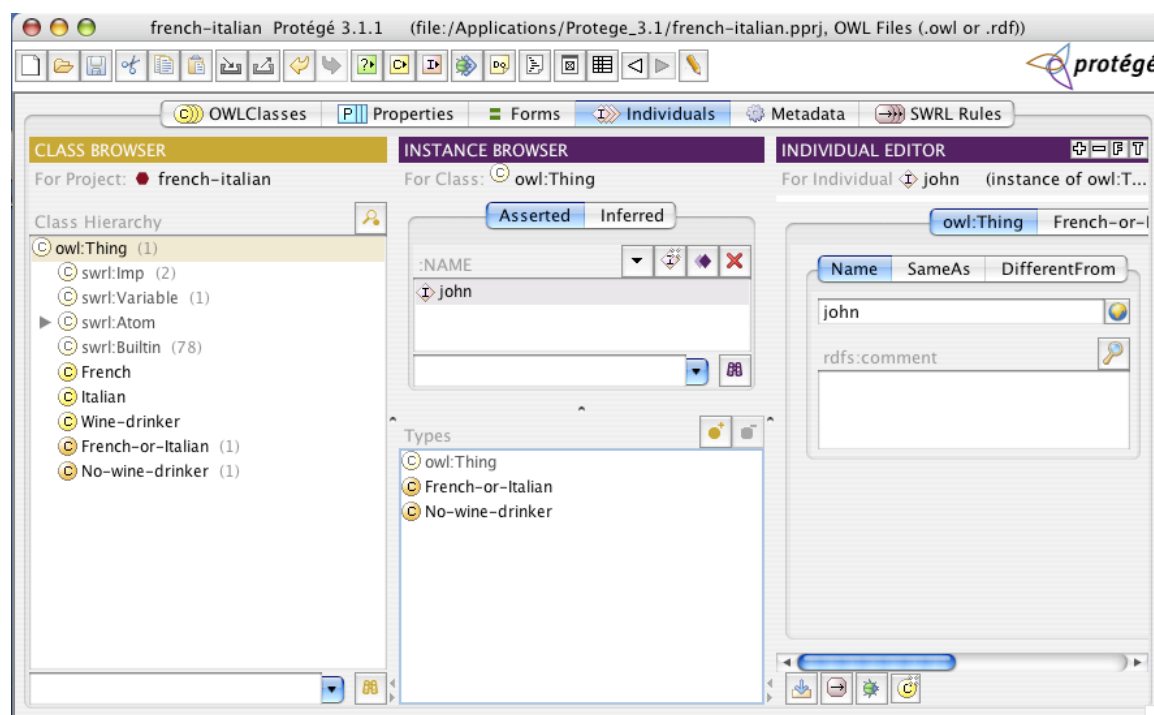 french-italian Protégé 3.1.1 (file:/Applications/Protege_3.1/french-italian.pprj, OWL Files (.owl or .rdf))
protégé
OWLClasses Properties Forms Individuals Metadata SWRL Rules
CLASS BROWSER
For Project: french-italian
Class Hierarchy
owl:Thing (1)
swrl:Imp (2)
swrl:Variable (1)
swrl:Atom
swrl:Builtin (78)
French
Italian
Wine-drinker
French-or-Italian (1)
No-wine-drinker (1)
INSTANCE BROWSER
For Class: owl:Thing
Asserted Inferred
:NAME
john
Types
owl:Thing
French-or-Italian
No-wine-drinker
INDIVIDUAL EDITOR
For Individual john (instance of owl:T...
owl:Thing French-or-I
Name SameAs DifferentFrom
john
rdfs:comment